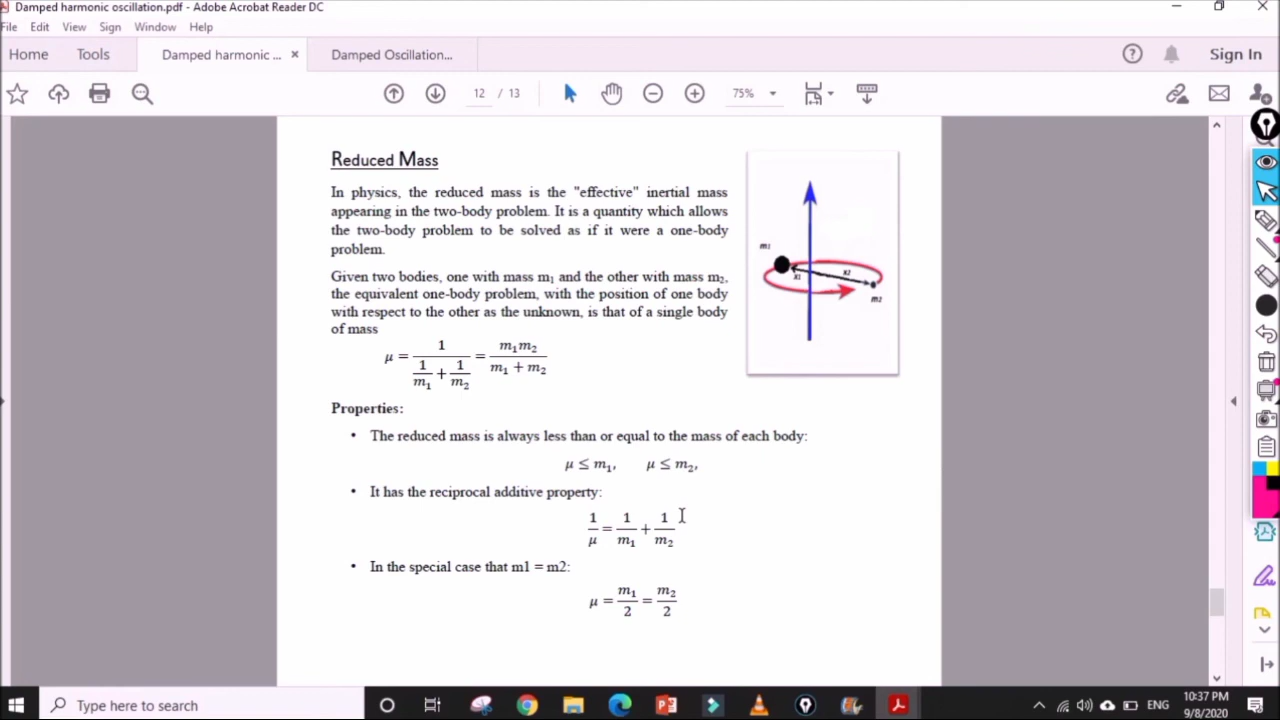 Damped harmonic oscillation.pdf - Adobe Acrobat Reader DC
File Edit View Sign Window Help
Home Tools Damped harmonic ... × Damped Oscillation... Sign In
12 / 13 75%
Reduced Mass
In physics, the reduced mass is the "effective" inertial mass
appearing in the two-body problem. It is a quantity which allows
the two-body problem to be solved as if it were a one-body
problem.
Given two bodies, one with mass m₁ and the other with mass m₂,
the equivalent one-body problem, with the position of one body
with respect to the other as the unknown, is that of a single body
of mass
μ = 1 / (1/m₁ + 1/m₂) = m₁m₂ / (m₁ + m₂)
m₁
x₁
x₂
m₂
Properties:
• The reduced mass is always less than or equal to the mass of each body:
μ ≤ m₁, μ ≤ m₂,
• It has the reciprocal additive property:
1/μ = 1/m₁ + 1/m₂
• In the special case that m1 = m2:
μ = m₁/2 = m₂/2
Type here to search
ENG
10:37 PM
9/8/2020